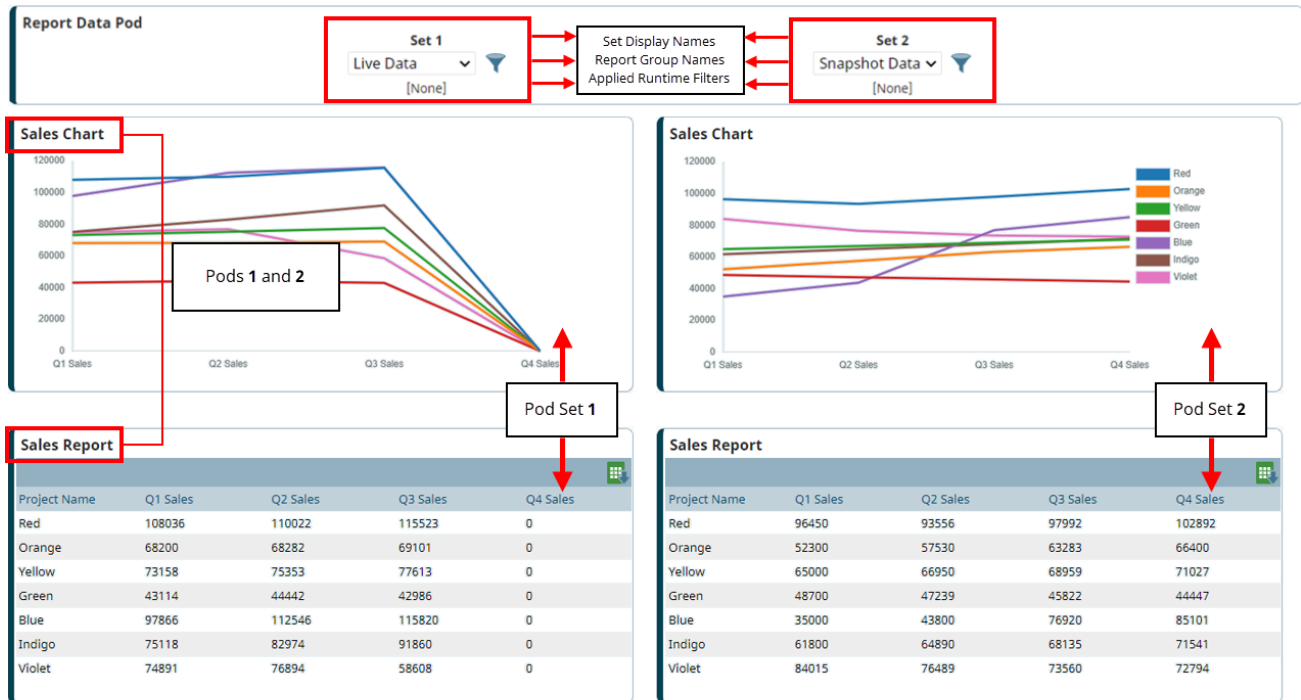 Report Data Pod
Set 1
Live Data
[None]
Set Display Names
Report Group Names
Applied Runtime Filters
Set 2
Snapshot Data
[None]
Sales Chart
120000
100000
80000
60000
40000
20000
0
Q1 Sales Q2 Sales Q3 Sales Q4 Sales
Pods 1 and 2
Sales Chart
120000
100000
80000
60000
40000
20000
0
Q1 Sales Q2 Sales Q3 Sales Q4 Sales
Red
Orange
Yellow
Green
Blue
Indigo
Violet
Pod Set 1
Pod Set 2
Sales Report
Project Name Q1 Sales Q2 Sales Q3 Sales Q4 Sales
Red 108036 110022 115523 0
Orange 68200 68282 69101 0
Yellow 73158 75353 77613 0
Green 43114 44442 42986 0
Blue 97866 112546 115820 0
Indigo 75118 82974 91860 0
Violet 74891 76894 58608 0
Sales Report
Project Name Q1 Sales Q2 Sales Q3 Sales Q4 Sales
Red 96450 93556 97992 102892
Orange 52300 57530 63283 66400
Yellow 65000 66950 68959 71027
Green 48700 47239 45822 44447
Blue 35000 43800 76920 85101
Indigo 61800 64890 68135 71541
Violet 84015 76489 73560 72794